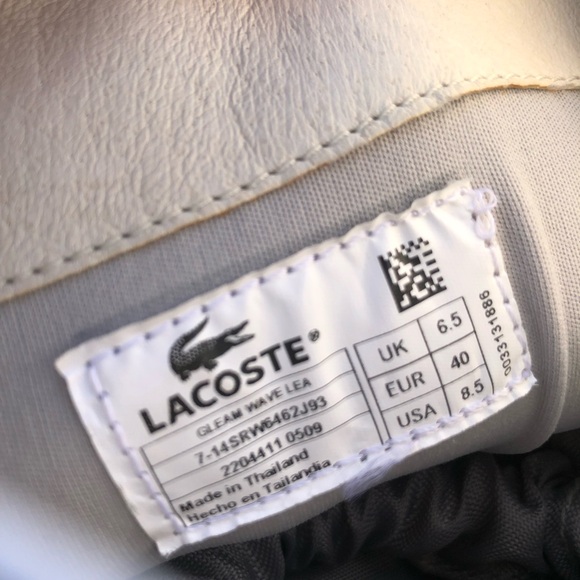 LACOSTE®
GLEAM WAVE LEA
7-14SRW6462J93
2204411 0509
Made in Thailand
Hecho en Tailandia
UK 6.5
EUR 40
USA 8.5
0033131886